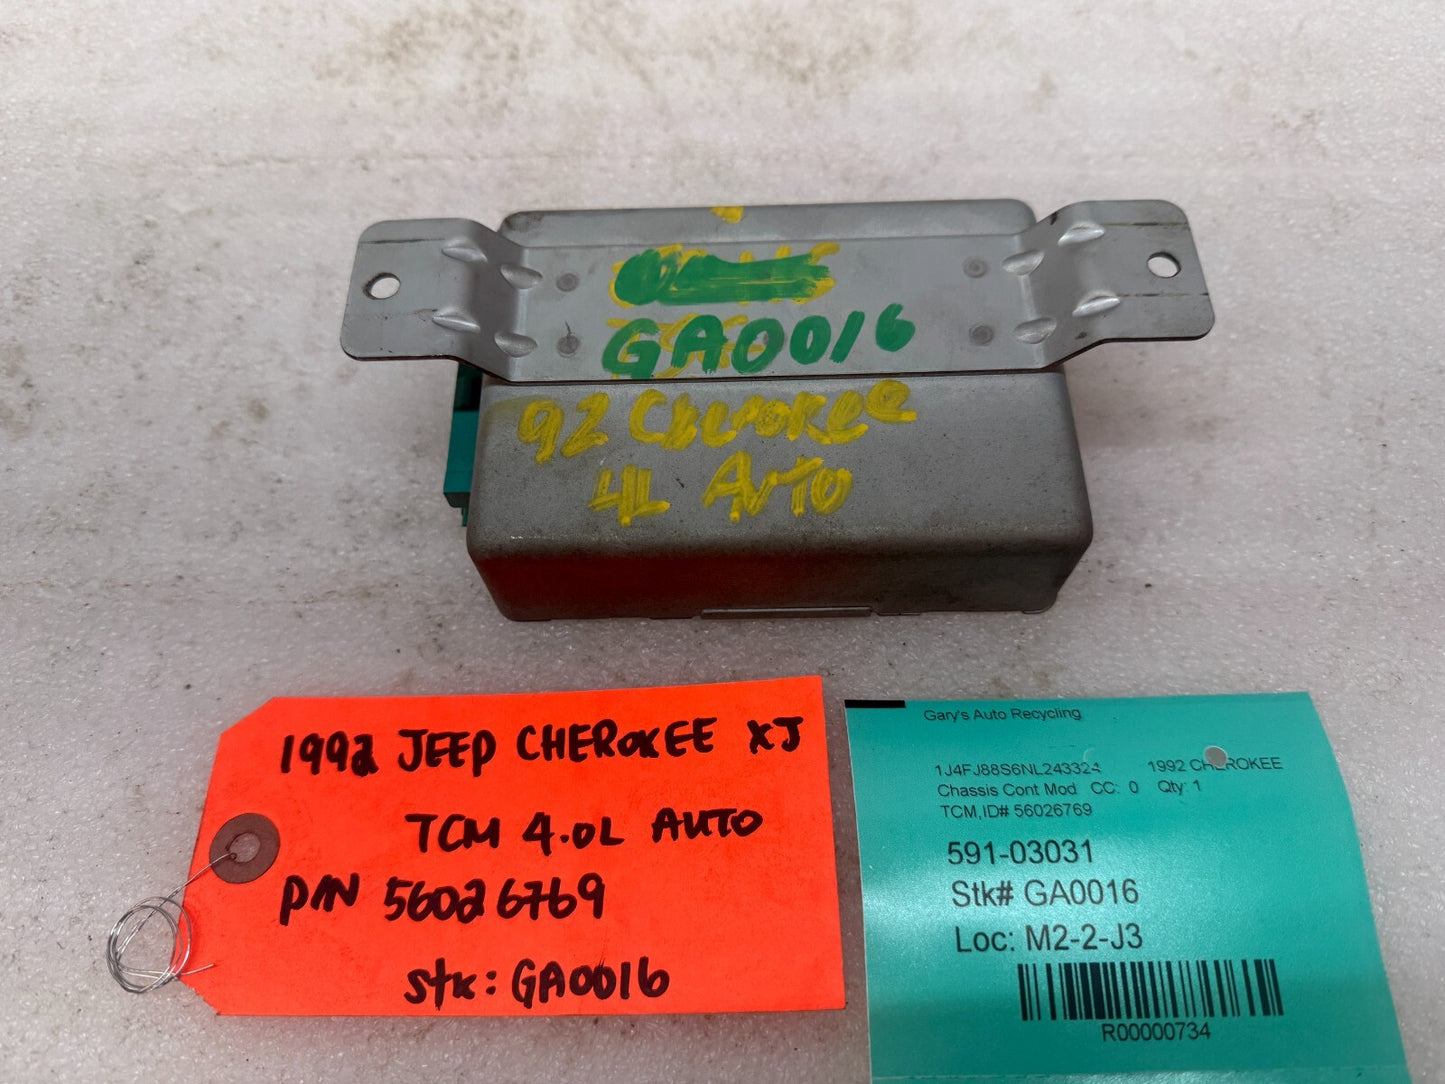 GA0016
92 Cherokee
4L AUTO
1992 JEEP CHEROKEE XJ
TCM 4.0L AUTO
P/N 56026769
stk: GA0016
Gary's Auto Recycling
1J4FJ88S6NL243324 1992 CHEROKEE
Chassis Cont Mod CC: 0 Qty: 1
TCM,ID# 56026769
591-03031
Stk# GA0016
Loc: M2-2-J3
R00000734